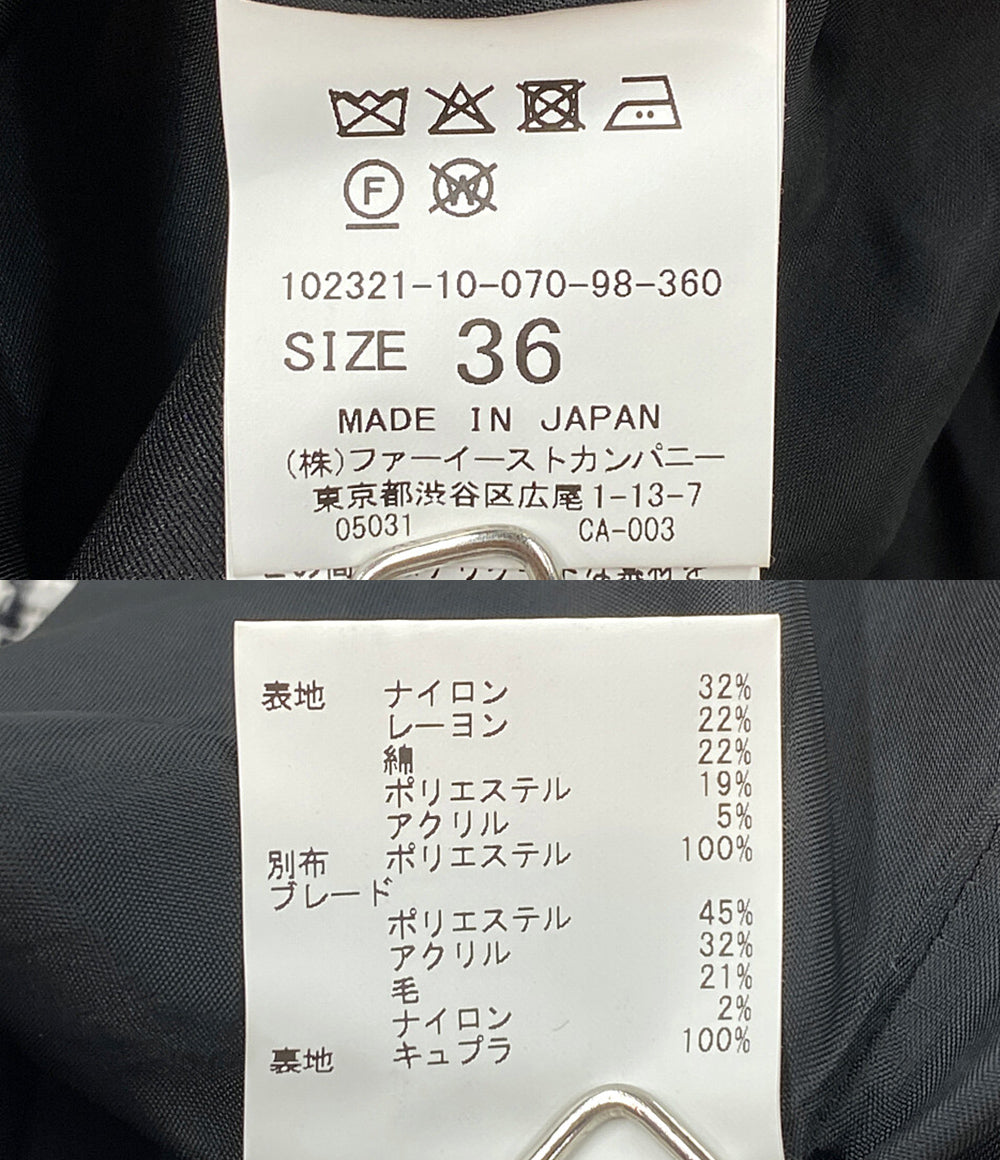 F
W
102321-10-070-98-360
SIZE 36
MADE IN JAPAN
(株)ファーイーストカンパニー
東京都渋谷区広尾1-13-7
05031 CA-003
表地 ナイロン 32%
レーヨン 22%
綿 22%
ポリエステル 19%
アクリル 5%
別布 ポリエステル 100%
ブレード
ポリエステル 45%
アクリル 32%
毛 21%
ナイロン 2%
裏地 キュプラ 100%